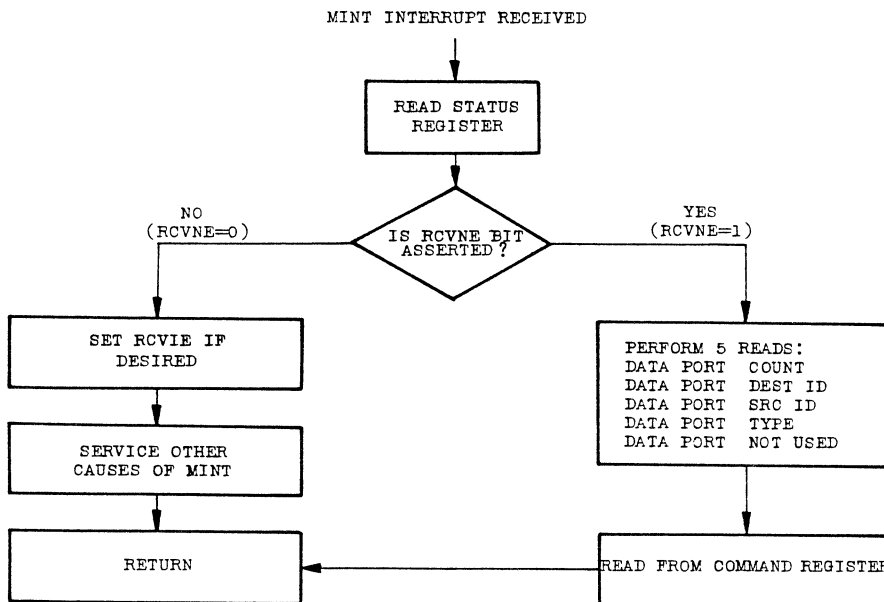 MINT INTERRUPT RECEIVED
READ STATUS
REGISTER
IS RCVNE BIT
ASSERTED?
NO
(RCVNE=0)
YES
(RCVNE=1)
SET RCVIE IF
DESIRED
SERVICE OTHER
CAUSES OF MINT
RETURN
PERFORM 5 READS:
DATA PORT COUNT
DATA PORT DEST ID
DATA PORT SRC ID
DATA PORT TYPE
DATA PORT NOT USED
READ FROM COMMAND REGISTER